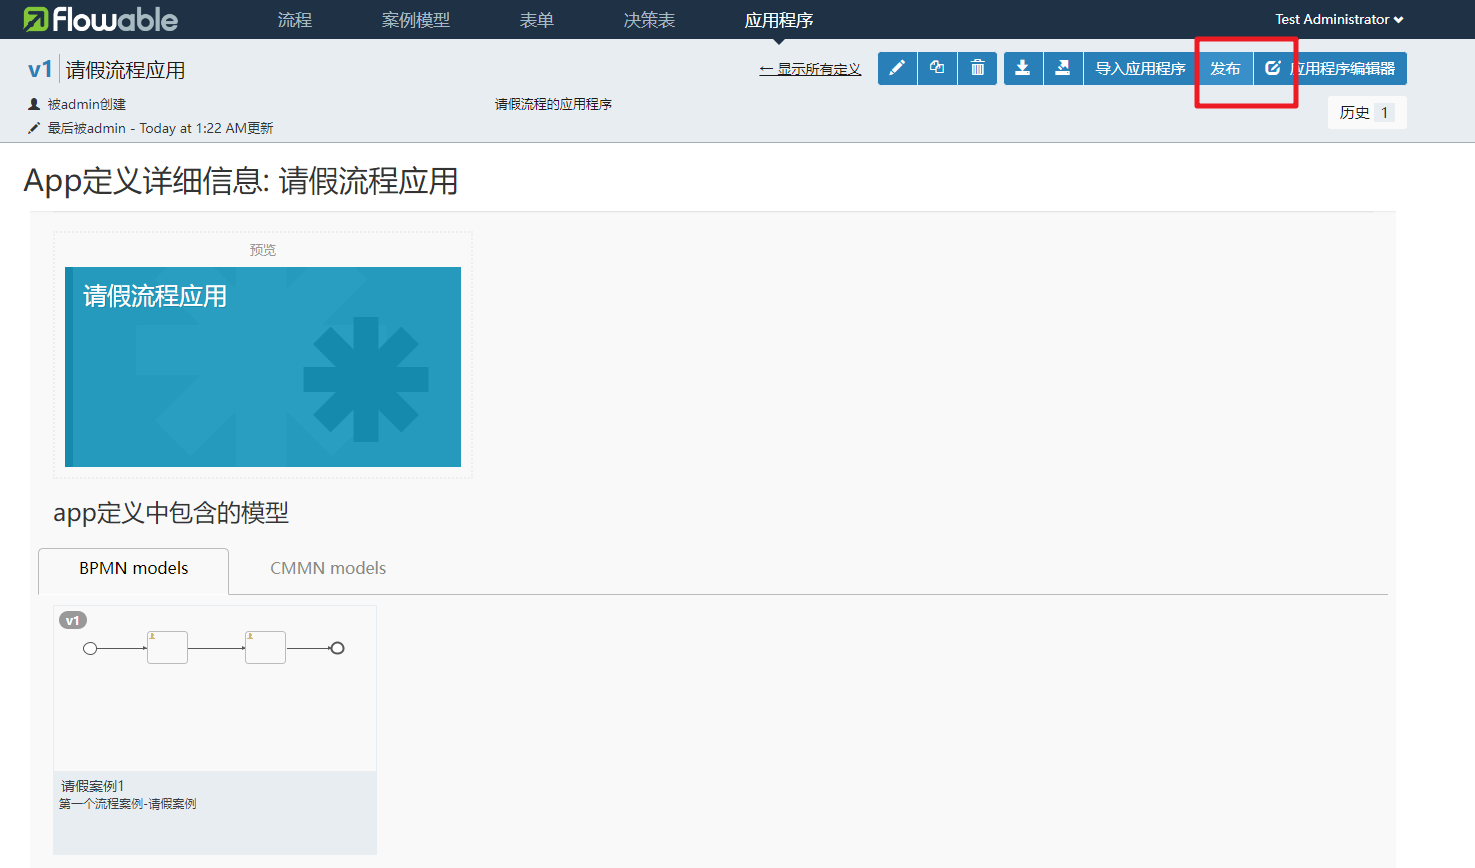 flowable 流程 案例模型 表单 决策表 应用程序 Test Administrator
v1 请假流程应用 ← 显示所有定义 导入应用程序 发布 应用程序编辑器
被admin创建 请假流程的应用程序 历史 1
最后被admin - Today at 1:22 AM更新
App定义详细信息: 请假流程应用
预览
请假流程应用
app定义中包含的模型
BPMN models CMMN models
v1
请假案例1
第一个流程案例-请假案例